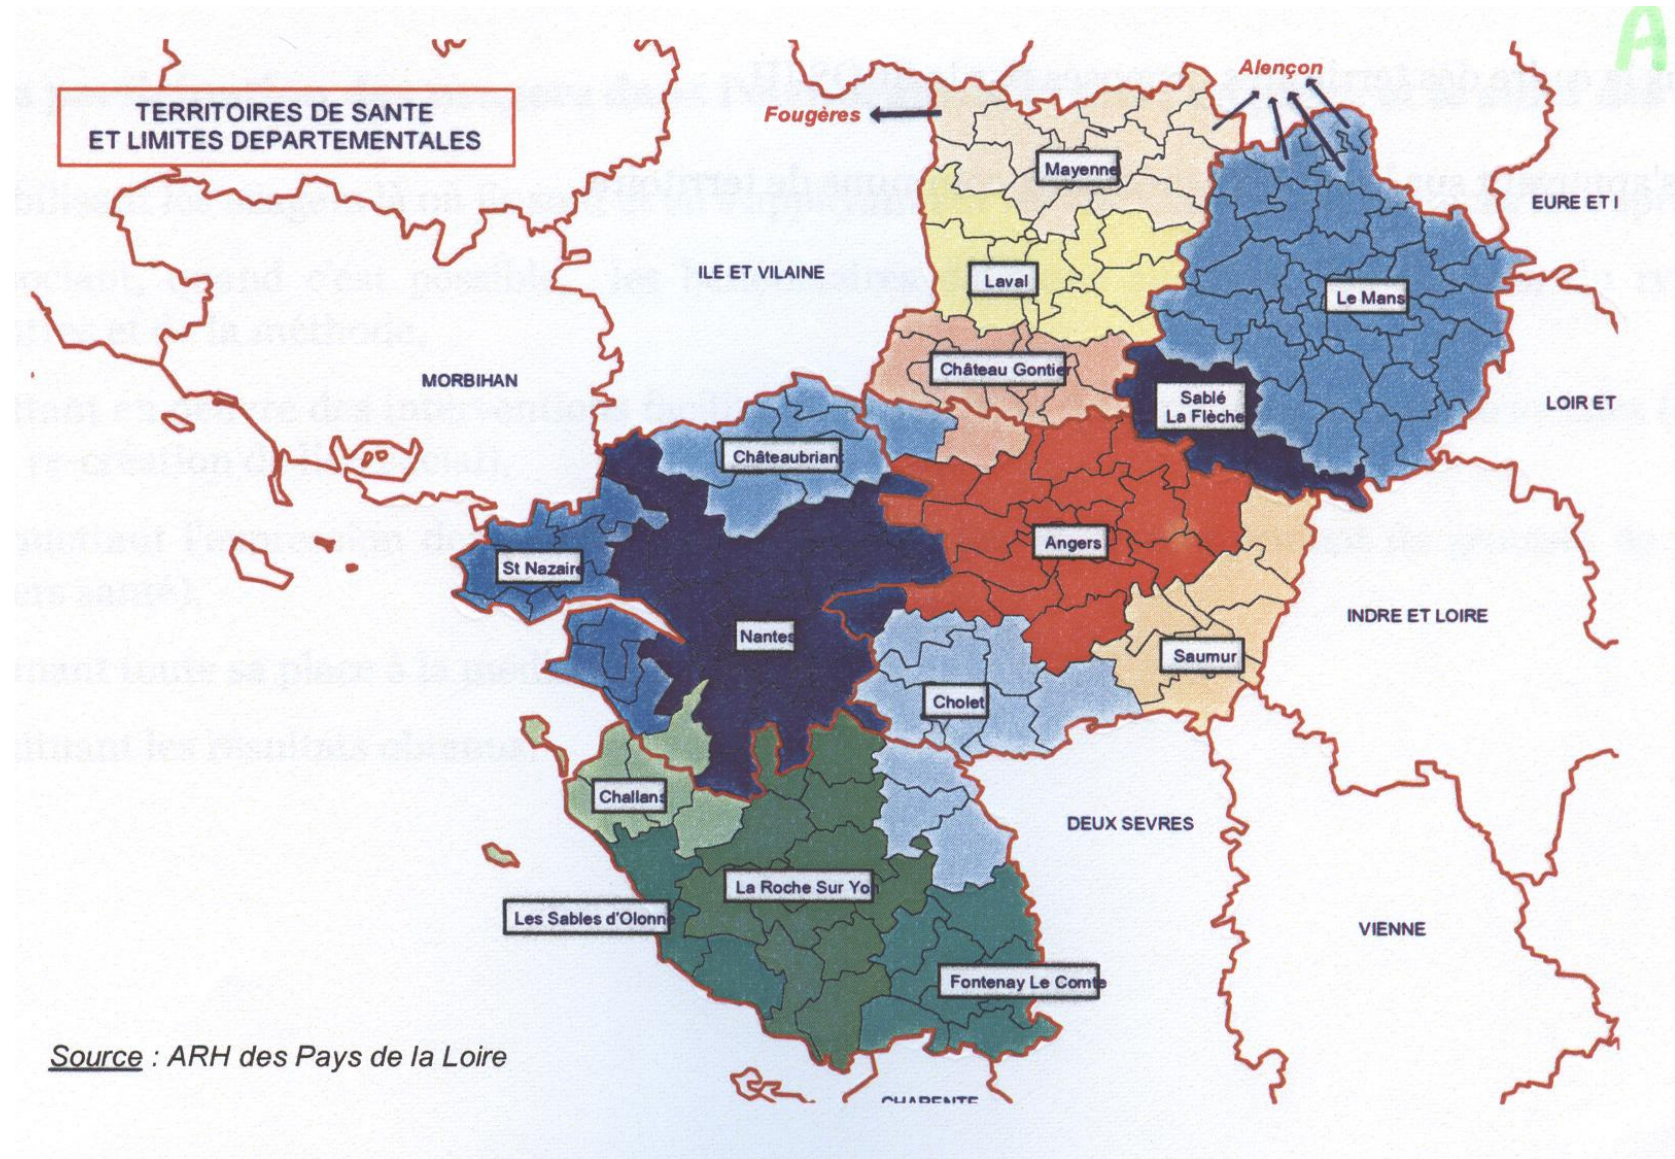 A
TERRITOIRES DE SANTE
ET LIMITES DEPARTEMENTALES
Alençon
Fougères
Mayenne
EURE ET I
ILE ET VILAINE
Laval
Le Mans
Château Gontier
MORBIHAN
Sablé
La Flèche
LOIR ET
Châteaubrian
Angers
St Nazaire
INDRE ET LOIRE
Nantes
Saumur
Cholet
Challans
DEUX SEVRES
La Roche Sur Yon
Les Sables d'Olonne
VIENNE
Fontenay Le Comte
Source : ARH des Pays de la Loire
CHARENTE